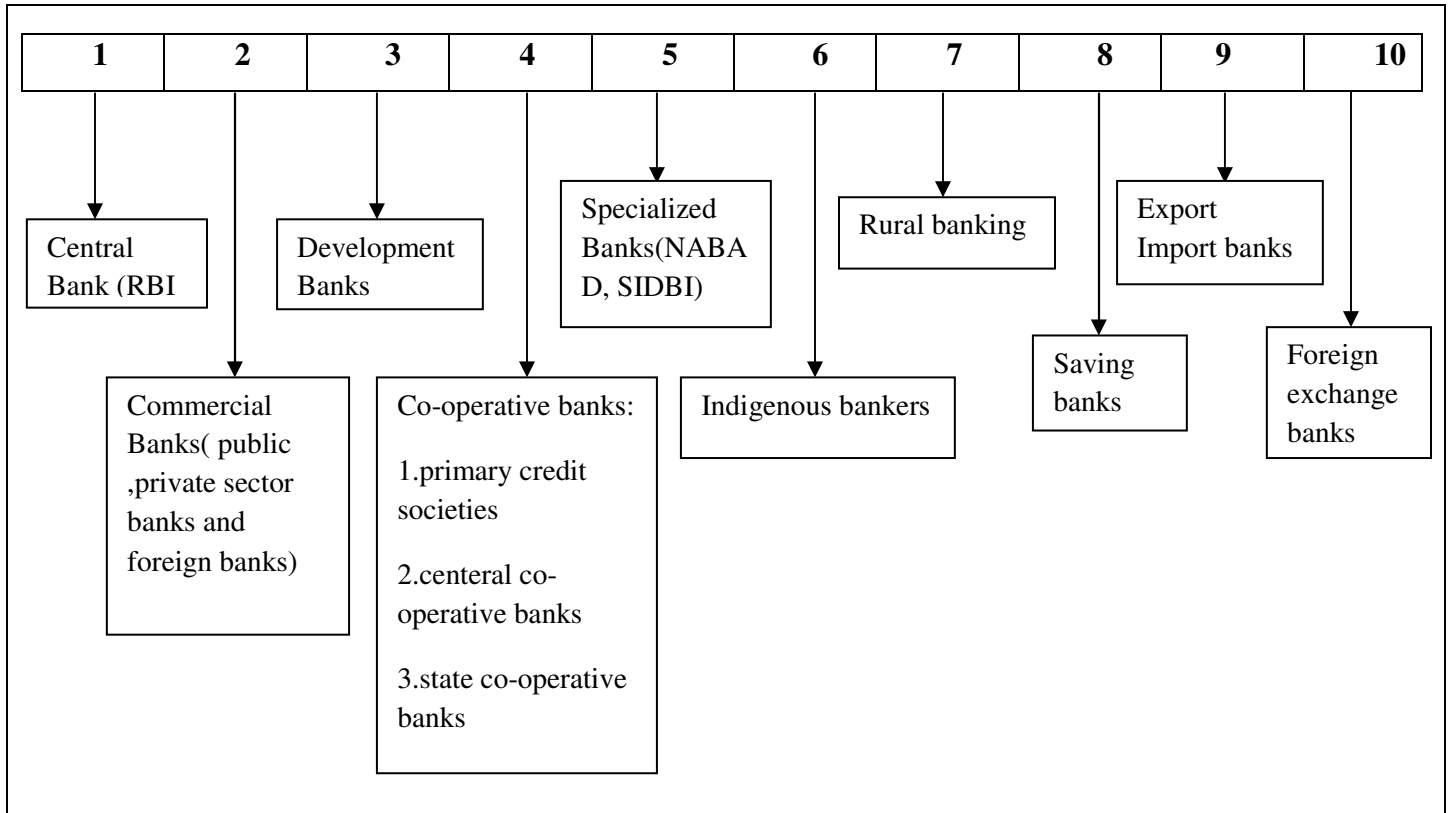 1 2 3 4 5 6 7 8 9 10
Central
Bank (RBI
Commercial
Banks( public
,private sector
banks and
foreign banks)
Development
Banks
Co-operative banks:
1.primary credit
societies
2.centeral co-
operative banks
3.state co-operative
banks
Specialized
Banks(NABA
D, SIDBI)
Indigenous bankers
Rural banking
Saving
banks
Export
Import banks
Foreign
exchange
banks